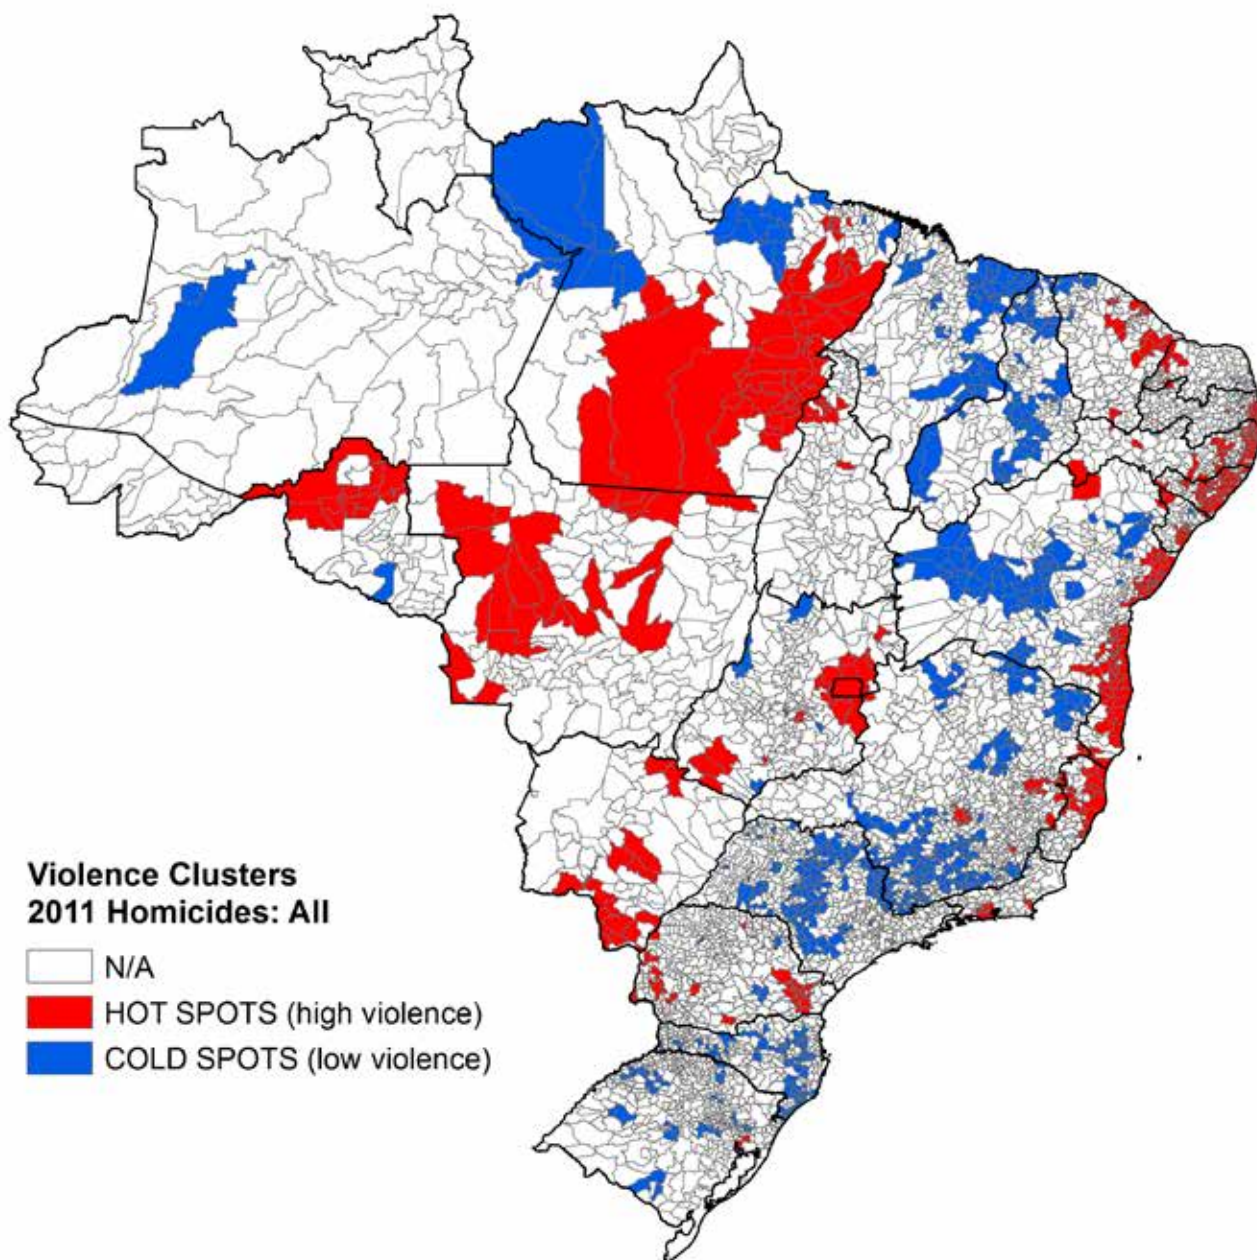 Violence Clusters
2011 Homicides: All
N/A
HOT SPOTS (high violence)
COLD SPOTS (low violence)